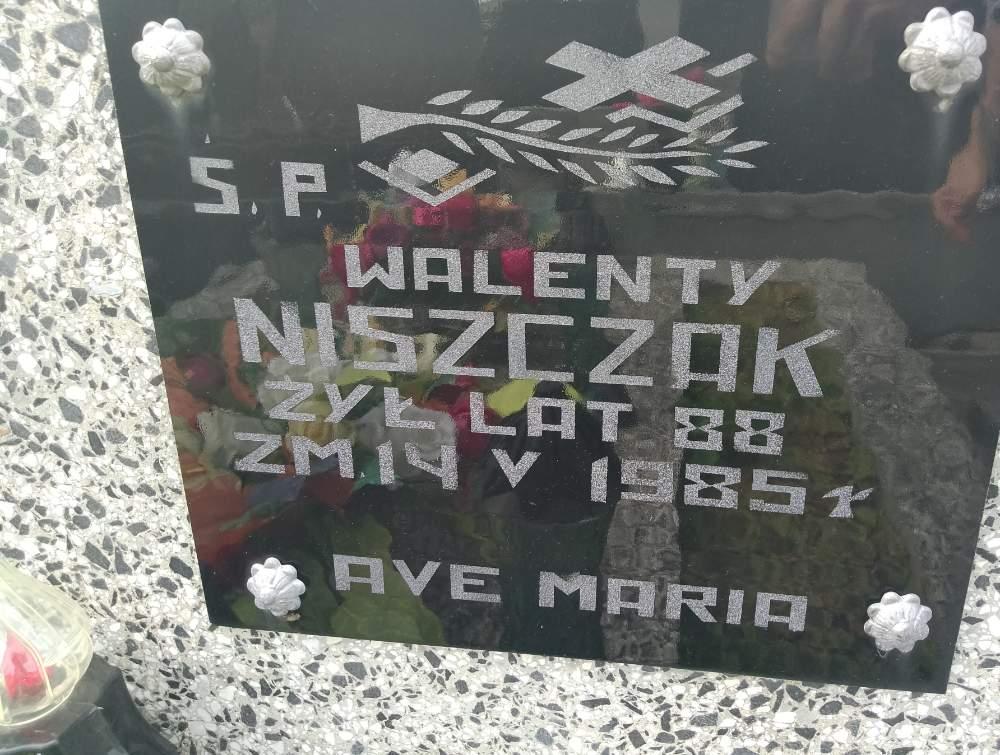 Ś. P.
WALENTY
NISZCZAK
ŻYŁ LAT 88
ZM. 14 V 1985 r
AVE MARIA